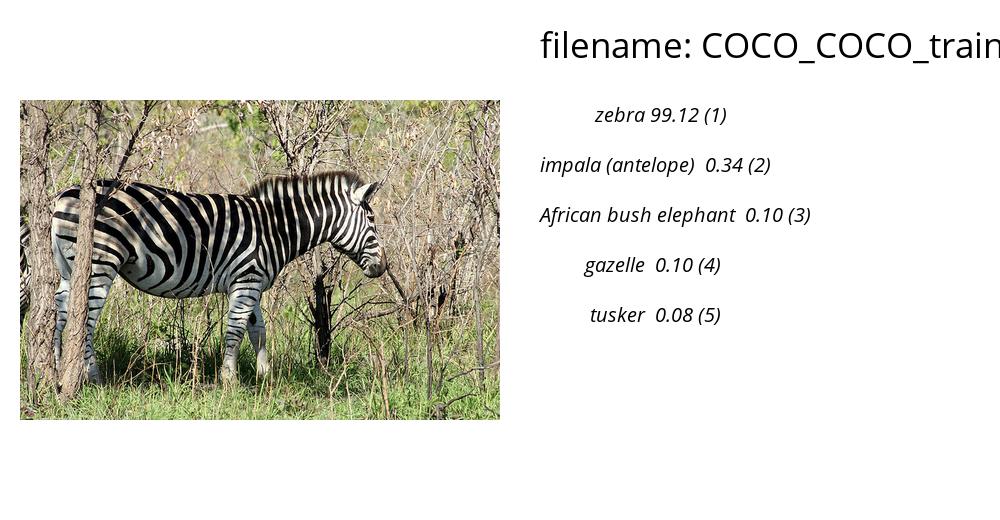 filename: COCO_COCO_train
zebra 99.12 (1)
impala (antelope) 0.34 (2)
African bush elephant 0.10 (3)
gazelle 0.10 (4)
tusker 0.08 (5)